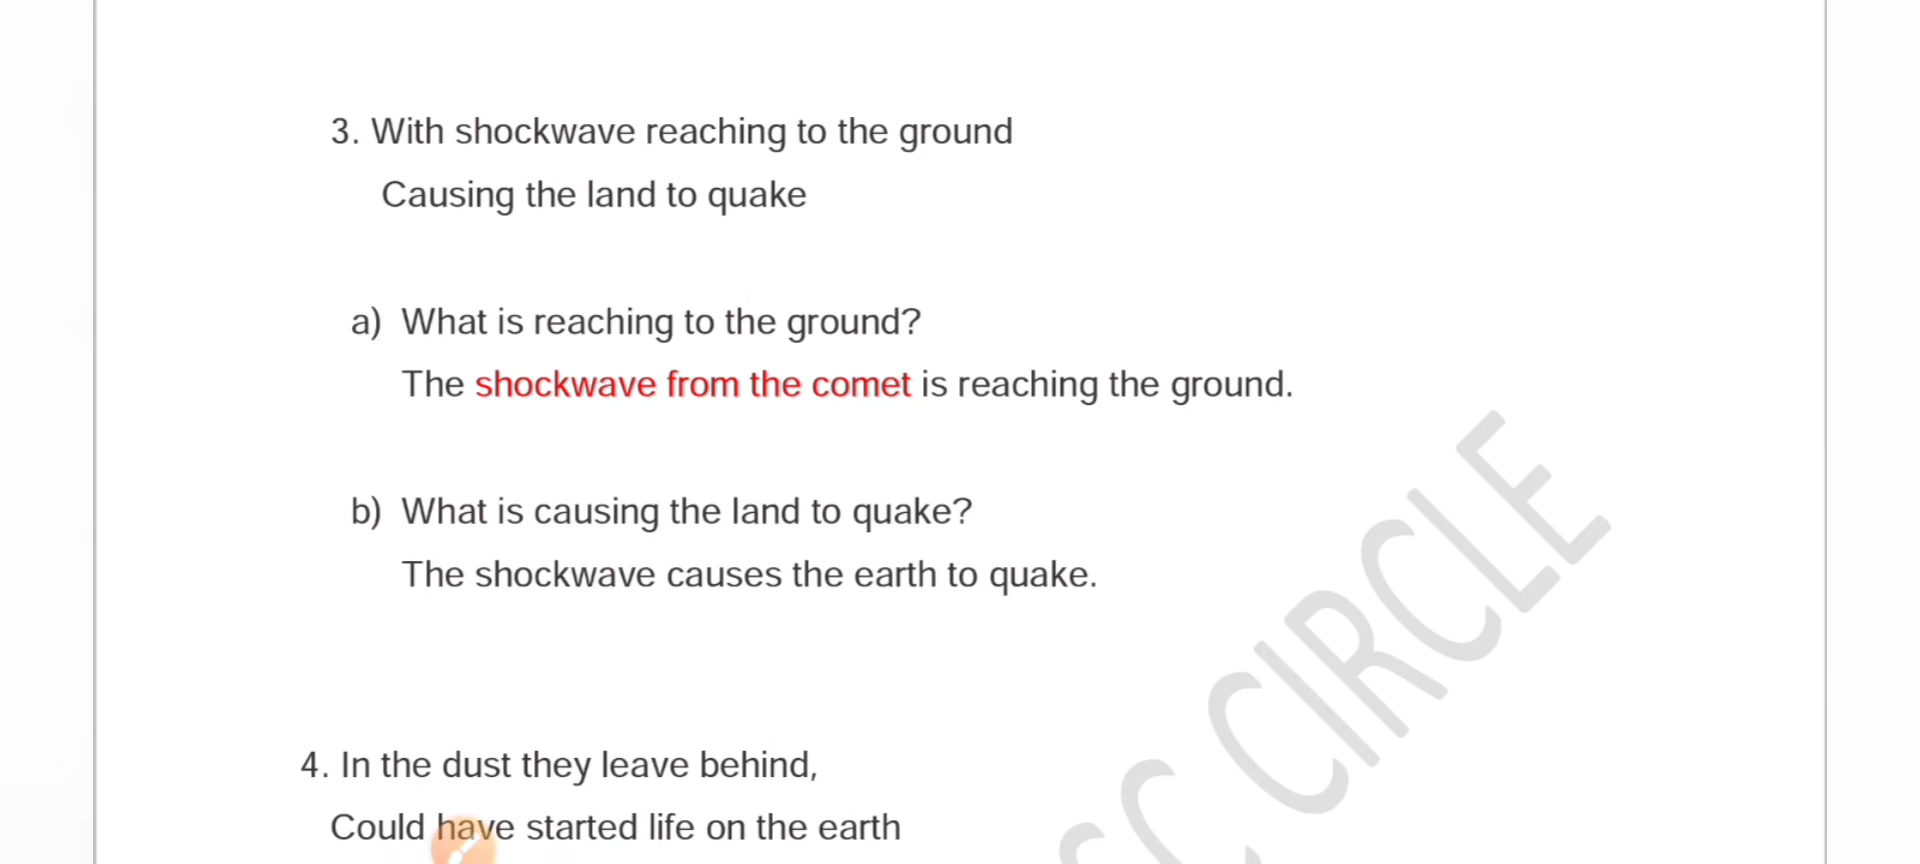 3. With shockwave reaching to the ground
Causing the land to quake
a) What is reaching to the ground?
The shockwave from the comet is reaching the ground.
b) What is causing the land to quake?
The shockwave causes the earth to quake.
4. In the dust they leave behind,
Could have started life on the earth
CIRCLE